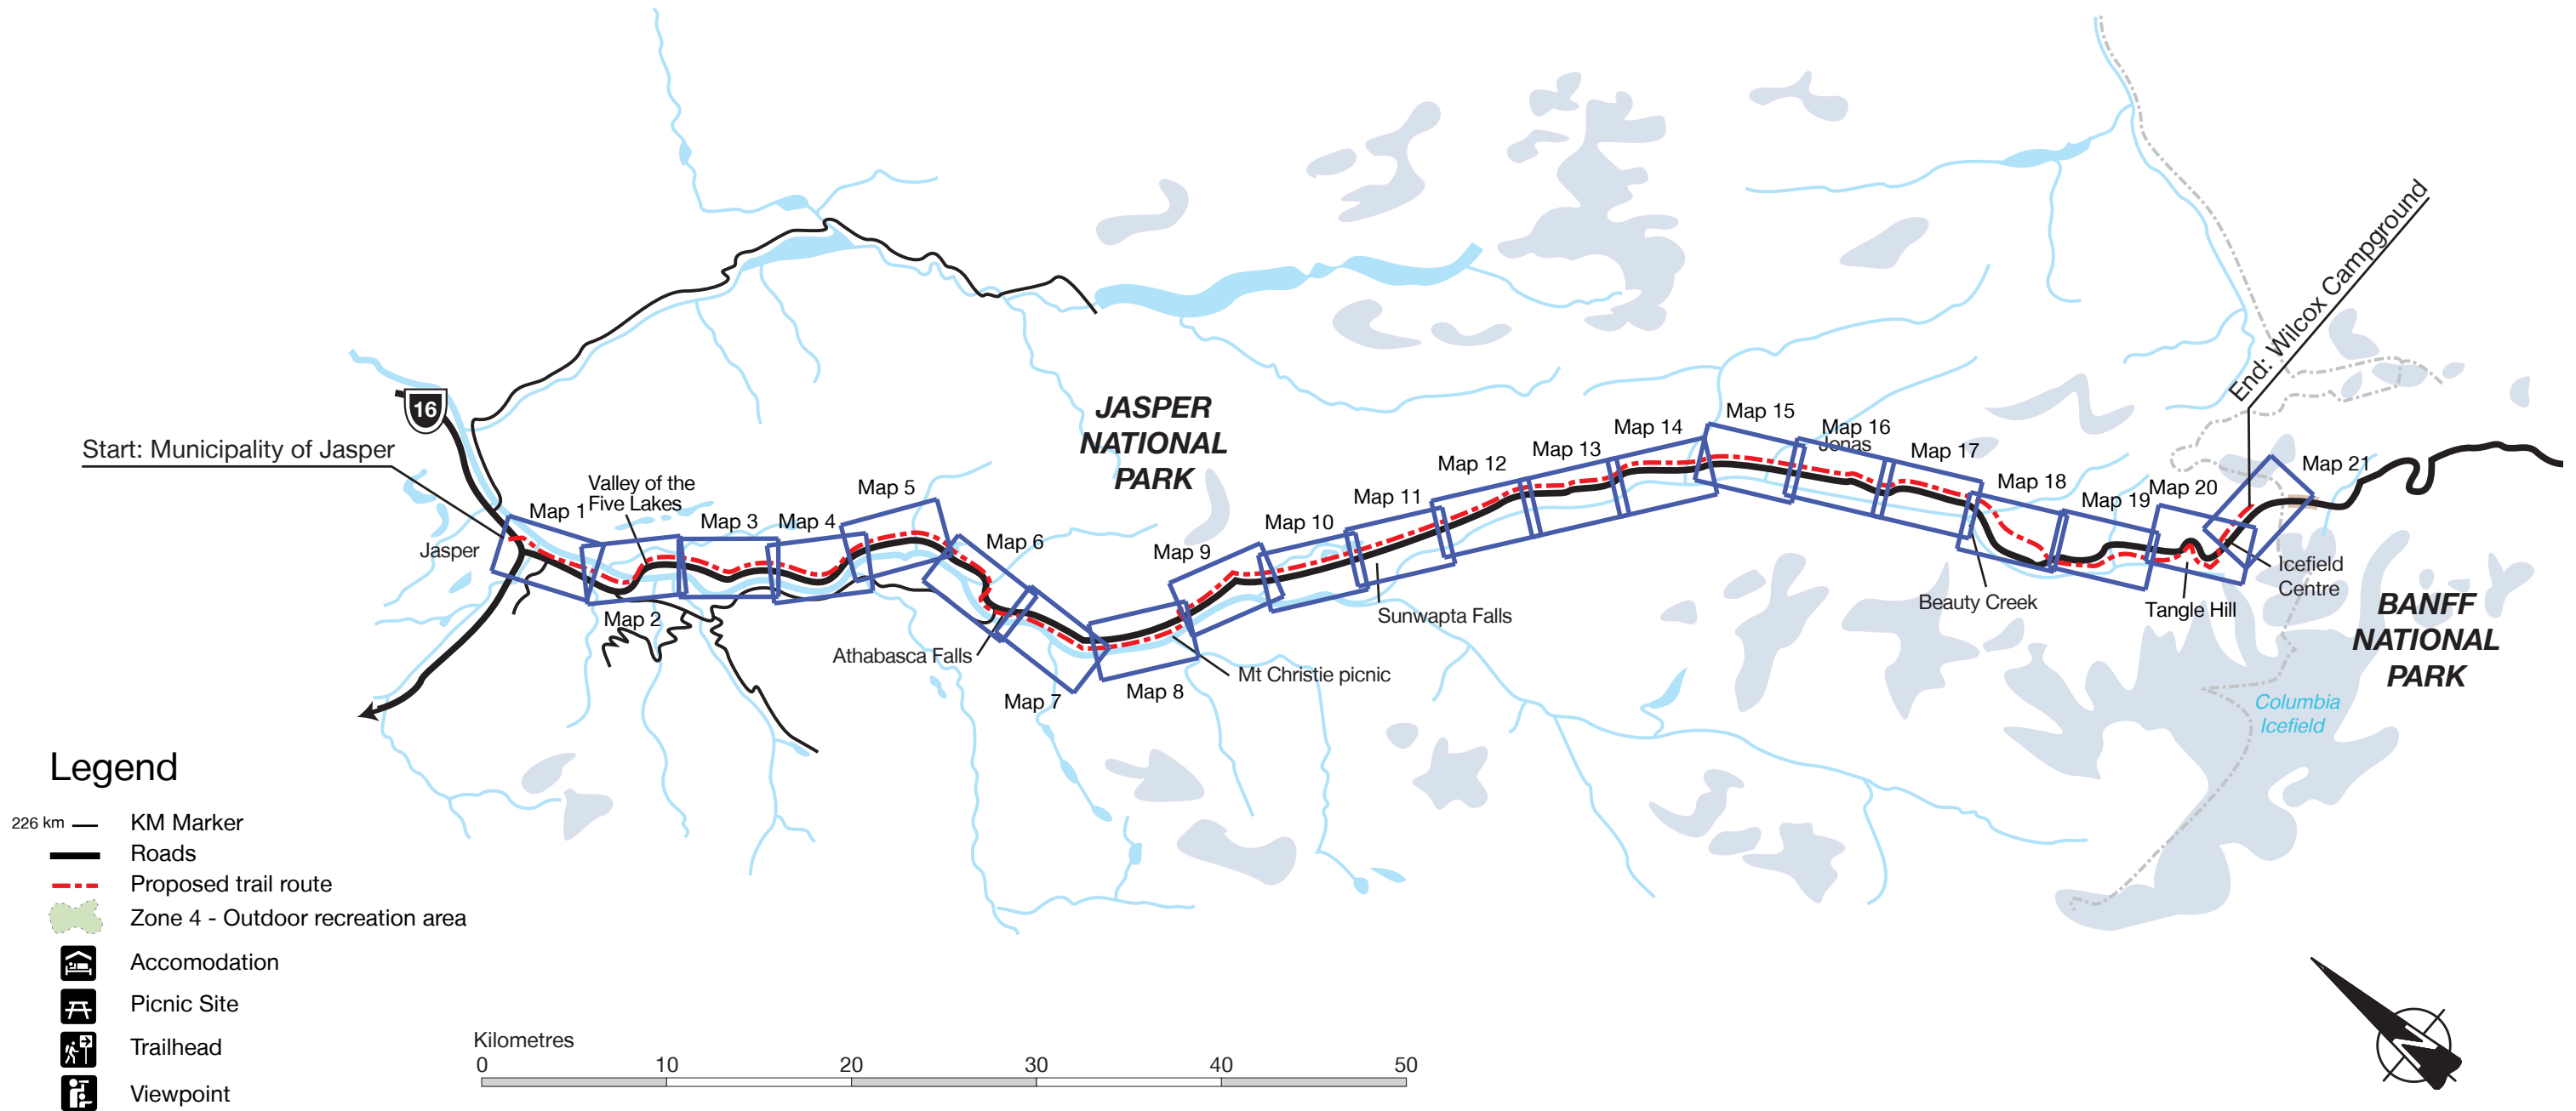 End: Wilcox Campground
16
JASPER
NATIONAL
PARK
Start: Municipality of Jasper
Jasper
Map 1
Valley of the
Five Lakes
Map 2
Map 3
Map 4
Map 5
Map 6
Athabasca Falls
Map 7
Map 8
Mt Christie picnic
Map 9
Map 10
Map 11
Sunwapta Falls
Map 12
Map 13
Map 14
Map 15
Map 16
Jonas
Map 17
Map 18
Beauty Creek
Map 19
Map 20
Tangle Hill
Map 21
Icefield
Centre
BANFF
NATIONAL
PARK
Columbia
Icefield
Legend
226 km
KM Marker
Roads
Proposed trail route
Zone 4 - Outdoor recreation area
Accomodation
Picnic Site
Trailhead
Viewpoint
Kilometres
0 10 20 30 40 50